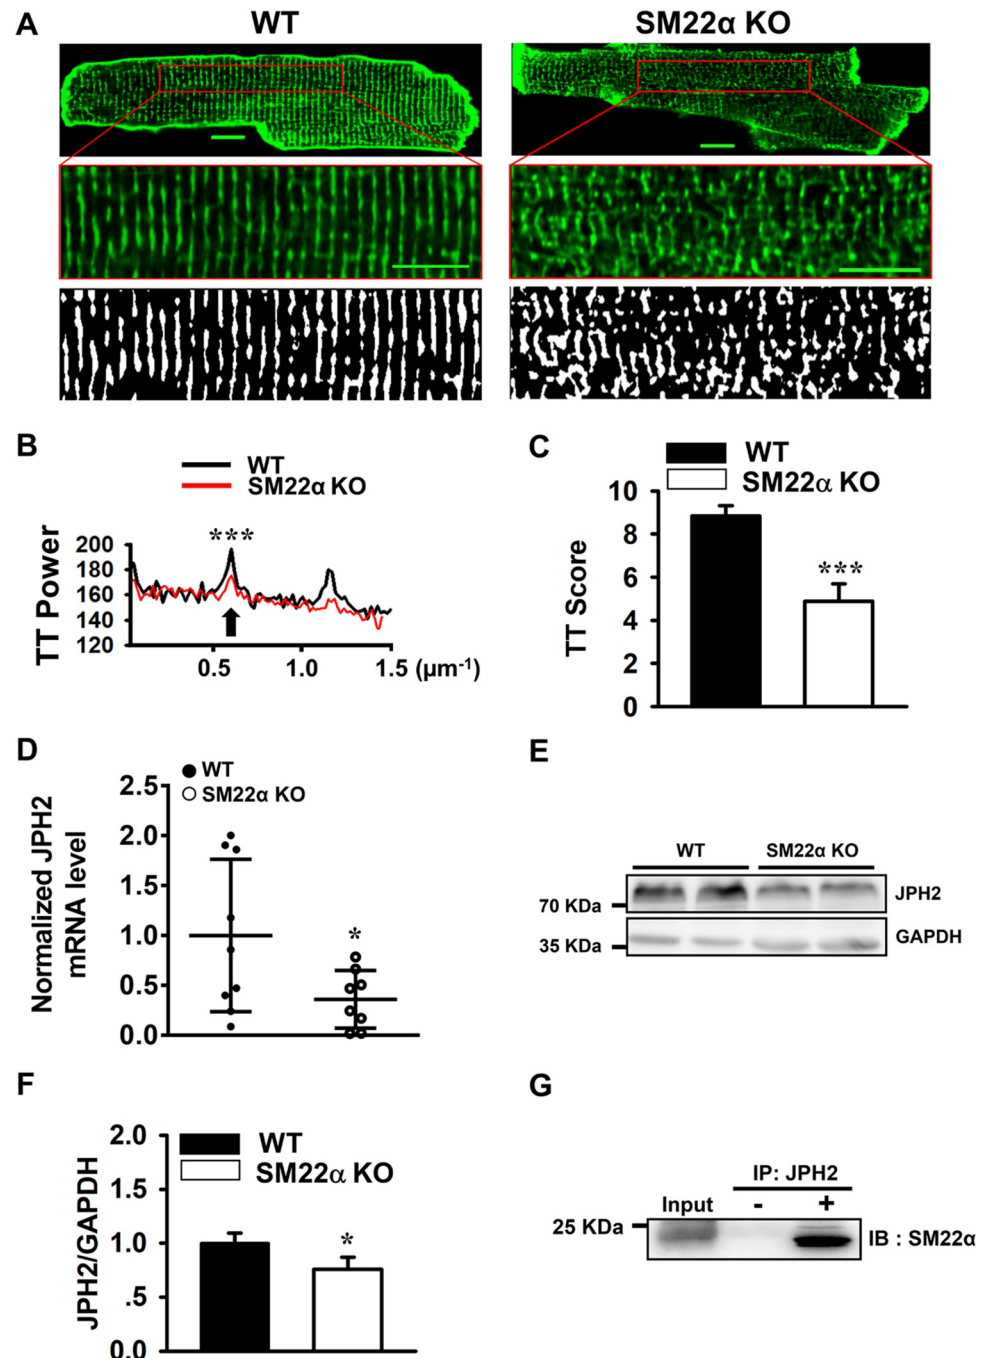 A
WT
SM22α KO
B
WT
SM22α KO
***
TT Power
200
180
160
140
120
0.5
1.0
1.5
(μm⁻¹)
C
WT
SM22α KO
TT Score
10
8
6
4
2
0
***
D
WT
SM22α KO
Normalized JPH2
mRNA level
2.5
2.0
1.5
1.0
0.5
0.0
*
E
WT
SM22α KO
70 KDa
JPH2
35 KDa
GAPDH
F
WT
SM22α KO
JPH2/GAPDH
2.0
1.5
1.0
.5
0.0
*
G
IP: JPH2
Input
-
+
25 KDa
IB : SM22α